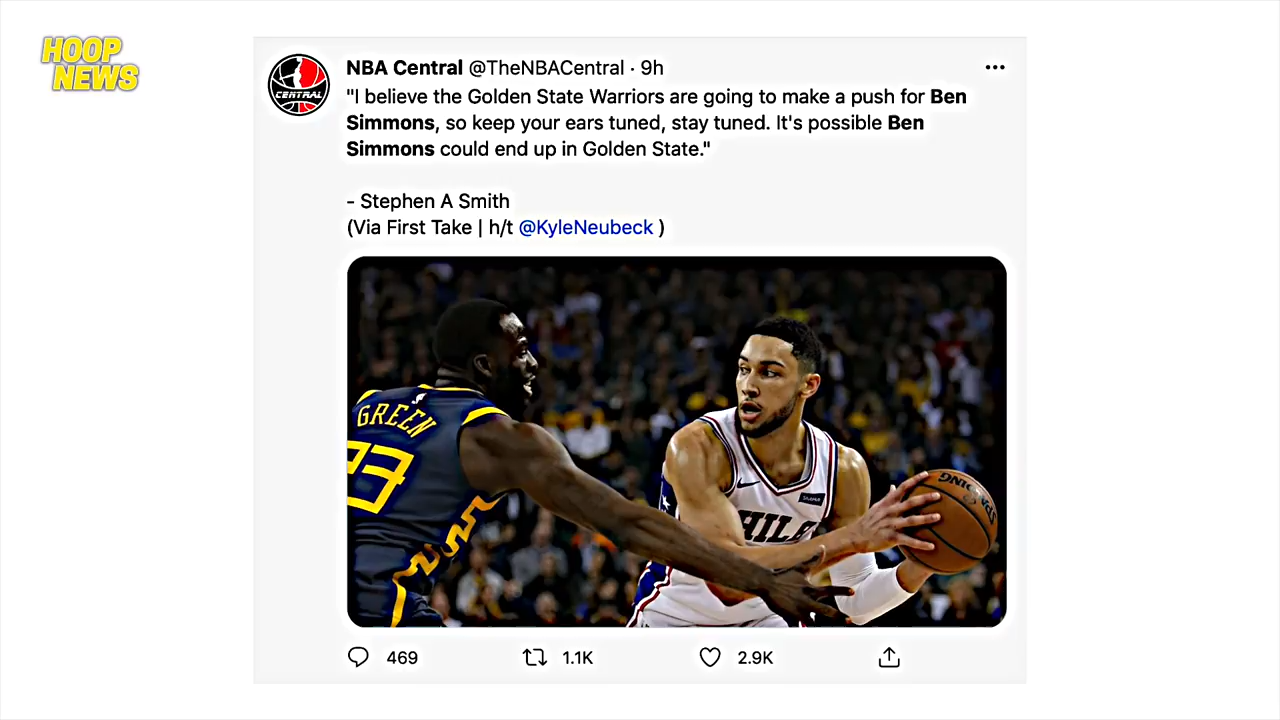 HOOP
NEWS
NBA Central @TheNBACentral · 9h
"I believe the Golden State Warriors are going to make a push for Ben
Simmons, so keep your ears tuned, stay tuned. It's possible Ben
Simmons could end up in Golden State."
- Stephen A Smith
(Via First Take | h/t @KyleNeubeck )
CENTRAL
GREEN
23
PHILA
SPALDING
469
1.1K
2.9K